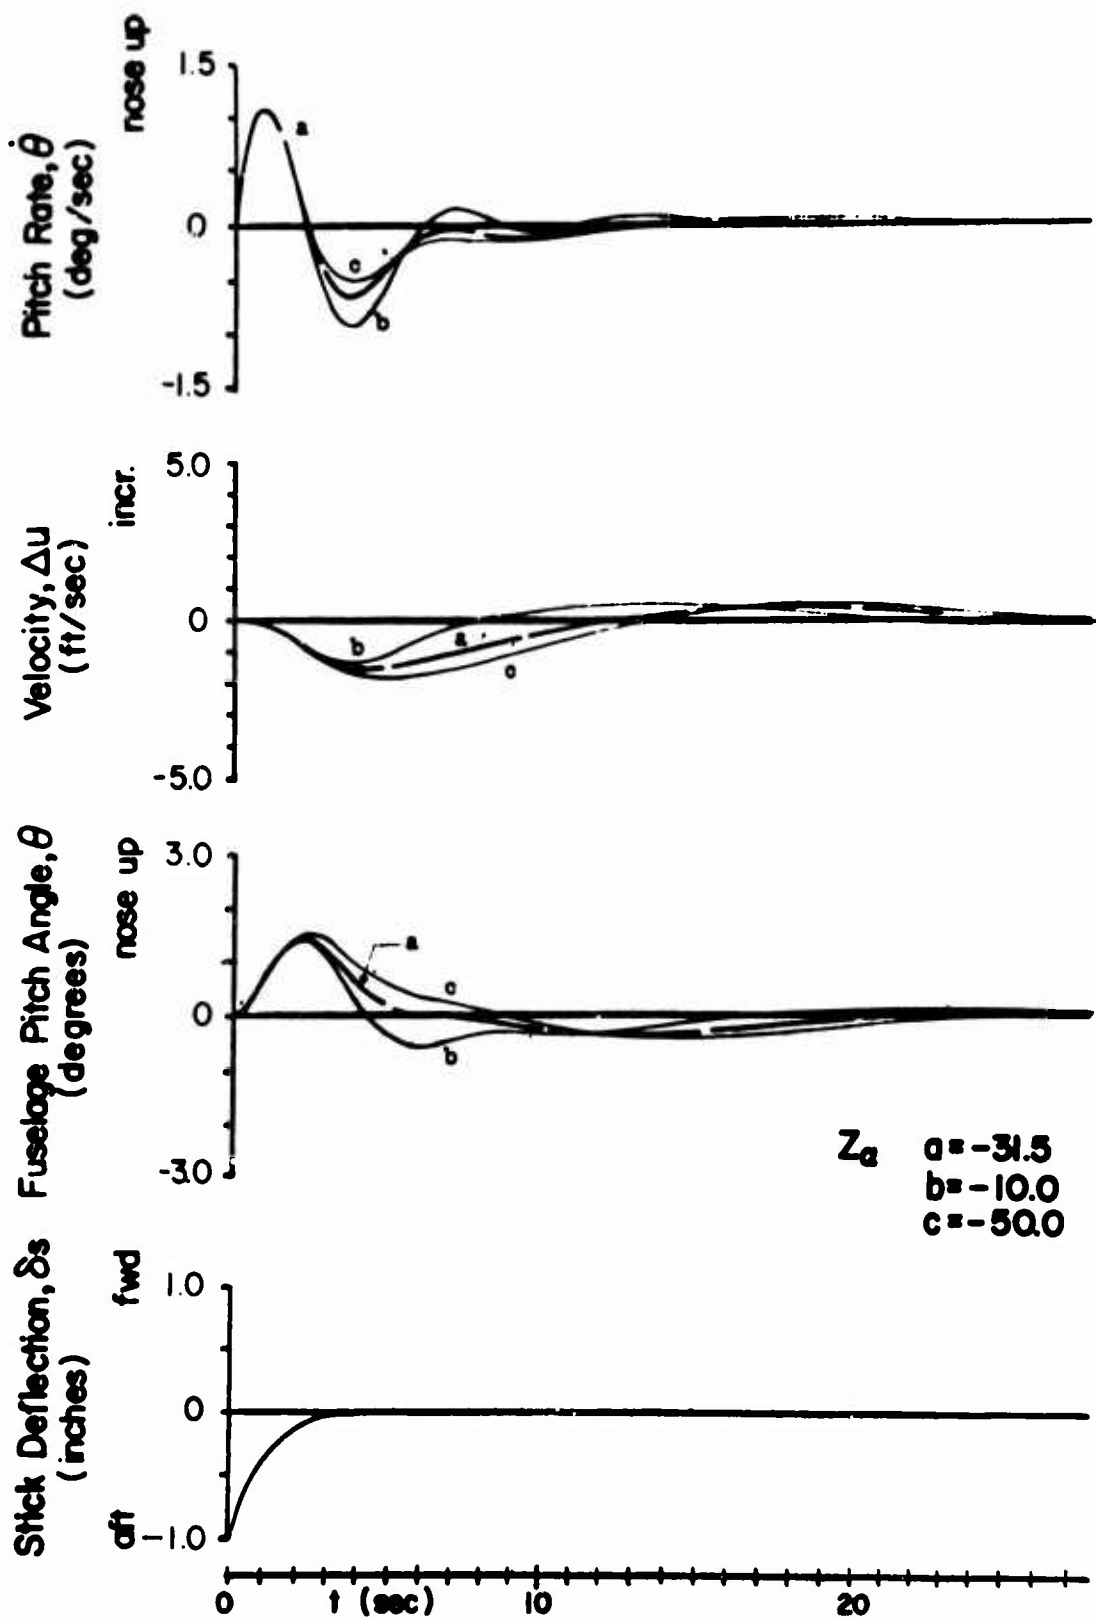 Pitch Rate, θ̇
(deg/sec)
nose up
1.5
0
-1.5
a
c
b
Velocity, Δu
(ft/sec)
incr.
5.0
0
-5.0
b
a
c
Fuselage Pitch Angle, θ
(degrees)
nose up
3.0
0
-3.0
a
c
b
Zα a = -31.5
b = -10.0
c = -50.0
Stick Deflection, δs
(inches)
fwd
aft
1.0
0
-1.0
0 t (sec) 10 20